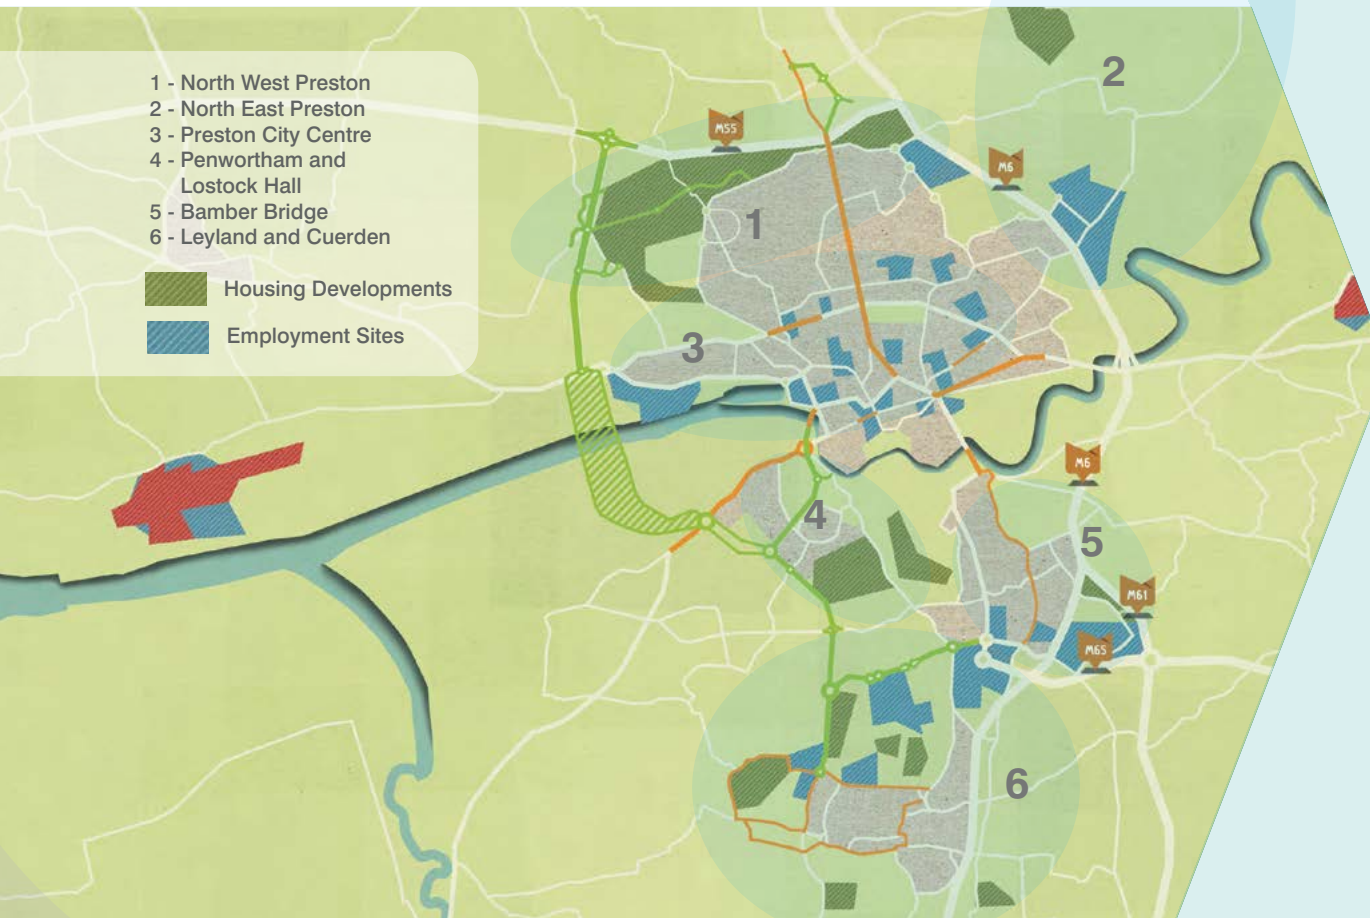 1 - North West Preston
2 - North East Preston
3 - Preston City Centre
4 - Penwortham and
Lostock Hall
5 - Bamber Bridge
6 - Leyland and Cuerden
Housing Developments
Employment Sites
2
M55
M6
1
3
M6
4
5
M61
M65
6